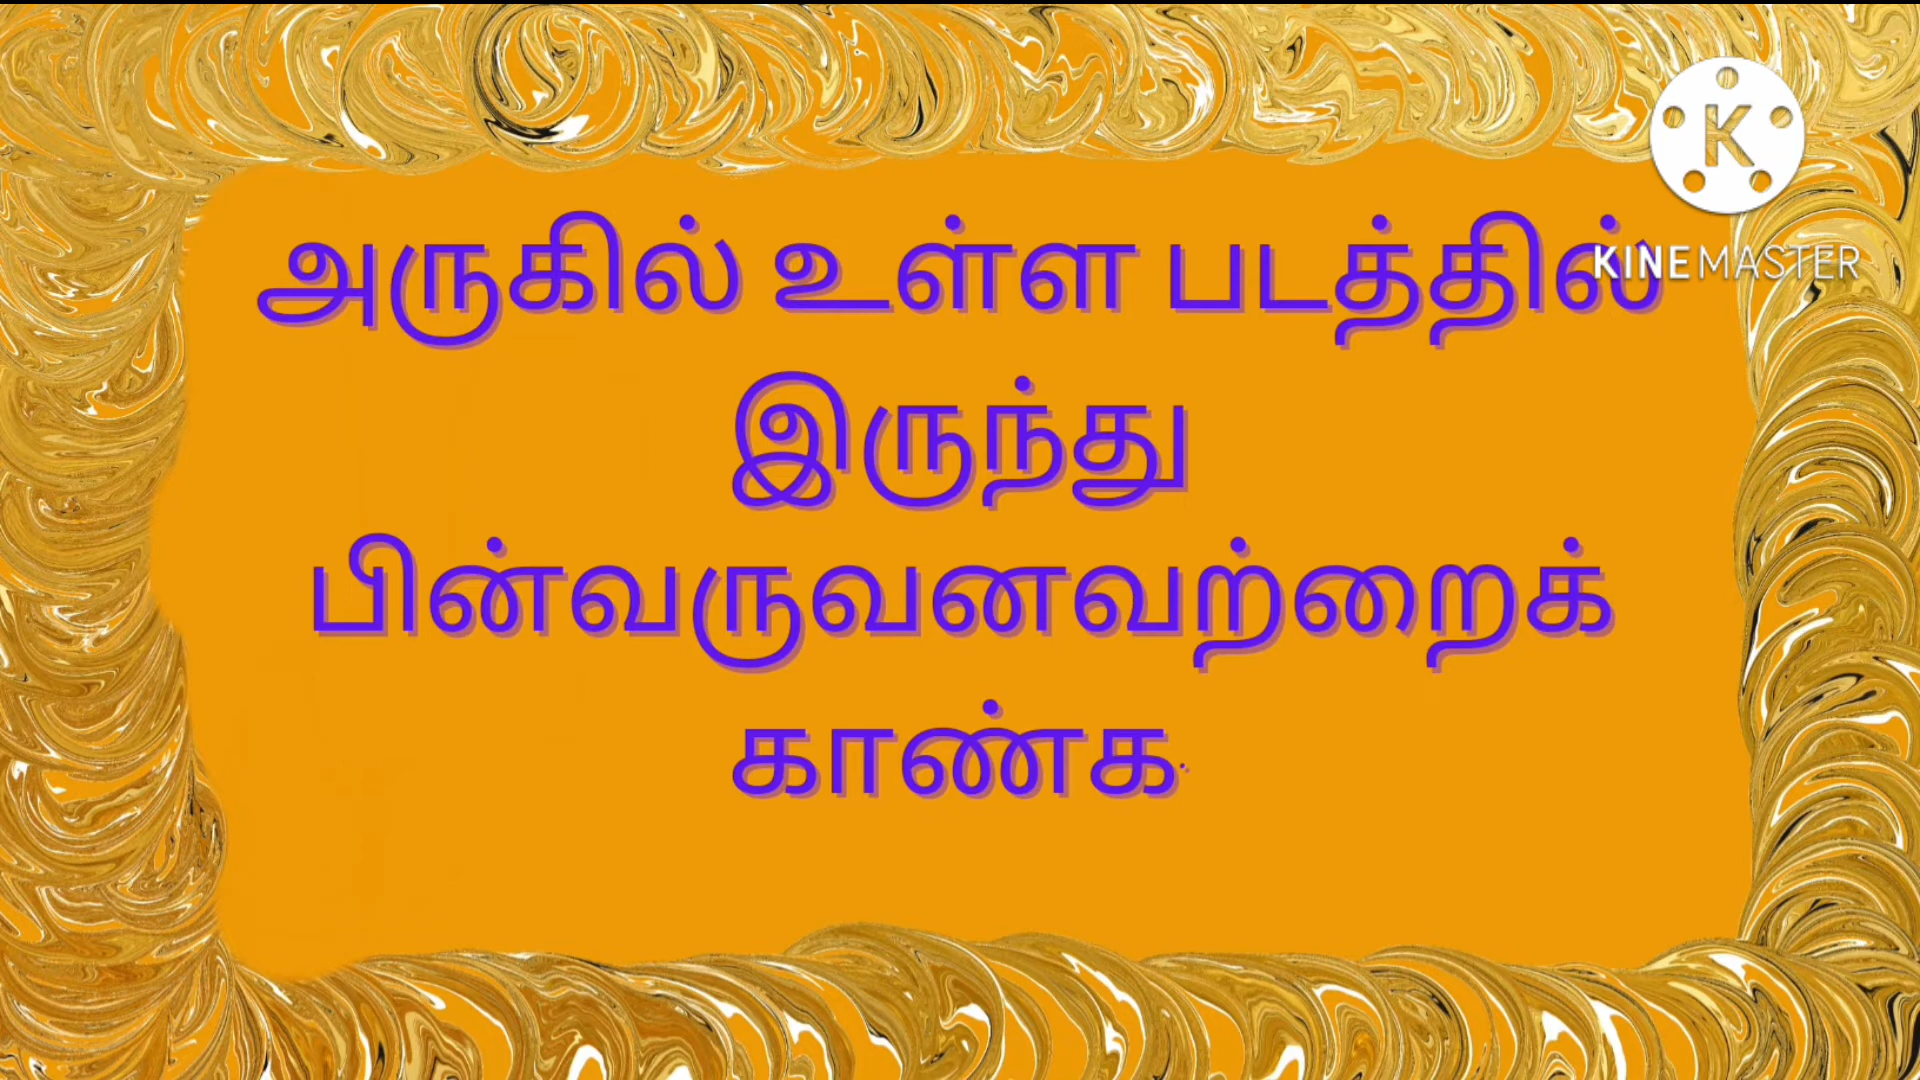 K
KINEMASTER
அருகில் உள்ள படத்தில்
இருந்து
பின்வருவனவற்றைக்
காண்க